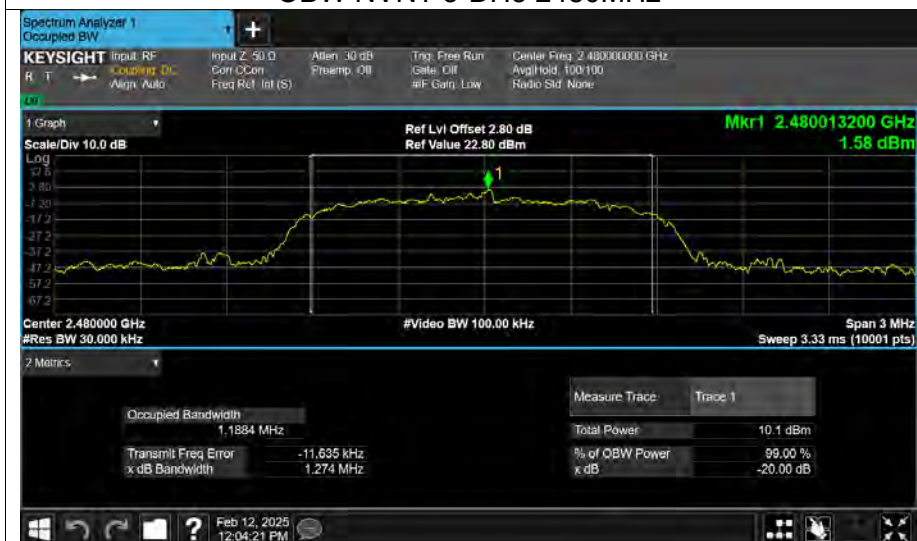 OBW NVNT 3-DH5 2480MHz
Spectrum Analyzer 1
Occupied BW
+
KEYSIGHT Input: RF Input Z: 50 Ω Atten: 30 dB Trig: Free Run Center Freq: 2.480000000 GHz
R T Coupling: DC Corr CCorr Preamp: Off Gate: Off Avg|Hold: 100/100
Align: Auto Freq Ref: Int (S) #IF Gain: Low Radio Std: None
1 Graph Ref Lvl Offset 2.80 dB Mkr1 2.480013200 GHz
Scale/Div 10.0 dB Ref Value 22.80 dBm 1.58 dBm
Log
1
2.80
-7.20
-17.2
-27.2
-37.2
-47.2
-57.2
-67.2
Center 2.480000 GHz #Video BW 100.00 kHz Span 3 MHz
#Res BW 30.000 kHz Sweep 3.33 ms (10001 pts)
2 Metrics
Measure Trace Trace 1
Occupied Bandwidth
1.1884 MHz Total Power 10.1 dBm
Transmit Freq Error -11.635 kHz % of OBW Power 99.00 %
x dB Bandwidth 1.274 MHz x dB -20.00 dB
? Feb 12, 2025
12:04:21 PM